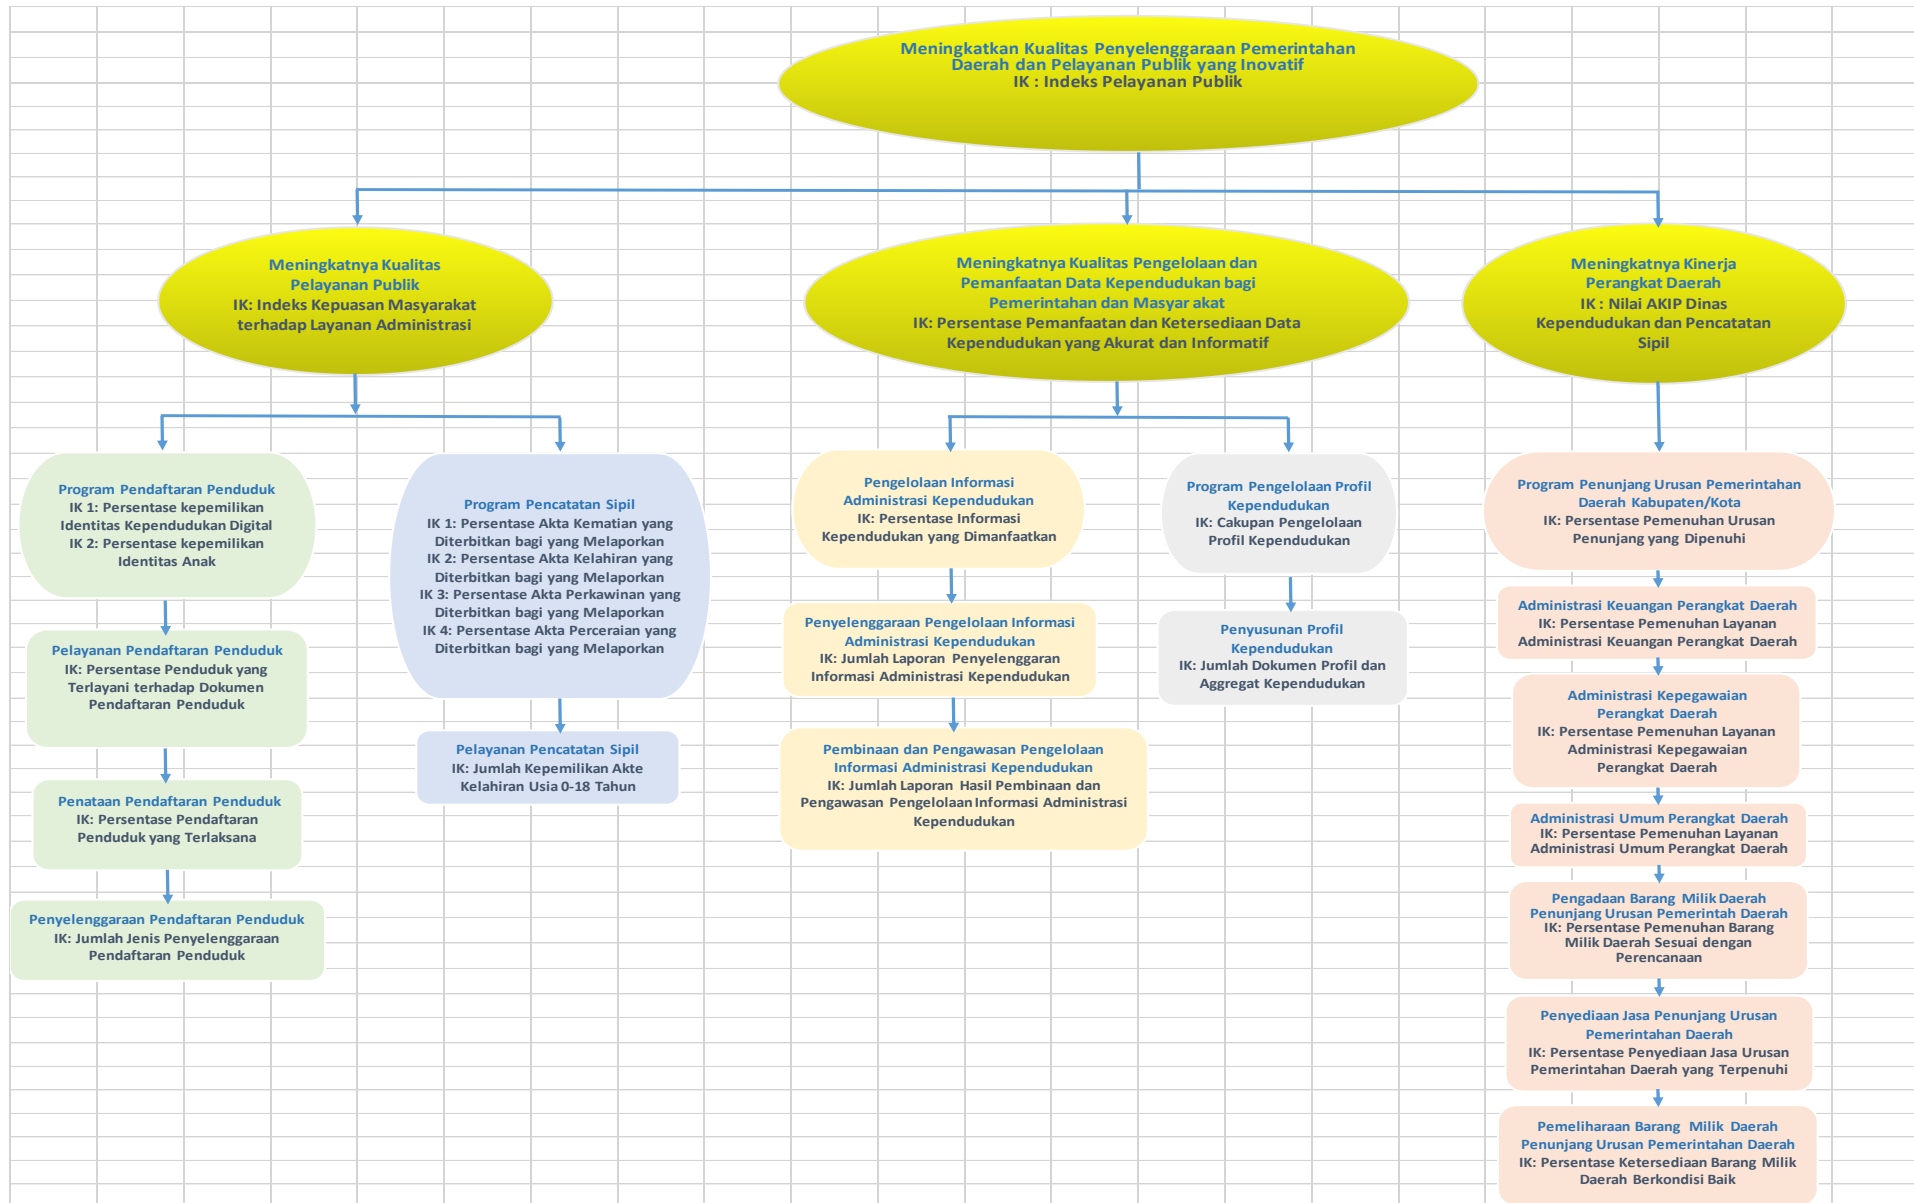 Meningkatkan Kualitas Penyelenggaraan Pemerintahan
Daerah dan Pelayanan Publik yang Inovatif
IK : Indeks Pelayanan Publik
Meningkatnya Kualitas
Pelayanan Publik
IK: Indeks Kepuasan Masyarakat
terhadap Layanan Administrasi
Meningkatnya Kualitas Pengelolaan dan
Pemanfaatan Data Kependudukan bagi
Pemerintahan dan Masyarakat
IK: Persentase Pemanfaatan dan Ketersediaan Data
Kependudukan yang Akurat dan Informatif
Meningkatnya Kinerja
Perangkat Daerah
IK : Nilai AKIP Dinas
Kependudukan dan Pencatatan
Sipil
Program Pendaftaran Penduduk
IK 1: Persentase kepemilikan
Identitas Kependudukan Digital
IK 2: Persentase kepemilikan
Identitas Anak
Pelayanan Pendaftaran Penduduk
IK: Persentase Penduduk yang
Terlayani terhadap Dokumen
Pendaftaran Penduduk
Penataan Pendaftaran Penduduk
IK: Persentase Pendaftaran
Penduduk yang Terlaksana
Penyelenggaraan Pendaftaran Penduduk
IK: Jumlah Jenis Penyelenggaraan
Pendaftaran Penduduk
Program Pencatatan Sipil
IK 1: Persentase Akta Kematian yang
Diterbitkan bagi yang Melaporkan
IK 2: Persentase Akta Kelahiran yang
Diterbitkan bagi yang Melaporkan
IK 3: Persentase Akta Perkawinan yang
Diterbitkan bagi yang Melaporkan
IK 4: Persentase Akta Perceraian yang
Diterbitkan bagi yang Melaporkan
Pelayanan Pencatatan Sipil
IK: Jumlah Kepemilikan Akte
Kelahiran Usia 0-18 Tahun
Pengelolaan Informasi
Administrasi Kependudukan
IK: Persentase Informasi
Kependudukan yang Dimanfaatkan
Penyelenggaraan Pengelolaan Informasi
Administrasi Kependudukan
IK: Jumlah Laporan Penyelenggaran
Informasi Administrasi Kependudukan
Pembinaan dan Pengawasan Pengelolaan
Informasi Administrasi Kependudukan
IK: Jumlah Laporan Hasil Pembinaan dan
Pengawasan Pengelolaan Informasi Administrasi
Kependudukan
Program Pengelolaan Profil
Kependudukan
IK: Cakupan Pengelolaan
Profil Kependudukan
Penyusunan Profil
Kependudukan
IK: Jumlah Dokumen Profil dan
Aggregat Kependudukan
Program Penunjang Urusan Pemerintahan
Daerah Kabupaten/Kota
IK: Persentase Pemenuhan Urusan
Penunjang yang Dipenuhi
Administrasi Keuangan Perangkat Daerah
IK: Persentase Pemenuhan Layanan
Administrasi Keuangan Perangkat Daerah
Administrasi Kepegawaian
Perangkat Daerah
IK: Persentase Pemenuhan Layanan
Administrasi Kepegawaian
Perangkat Daerah
Administrasi Umum Perangkat Daerah
IK: Persentase Pemenuhan Layanan
Administrasi Umum Perangkat Daerah
Pengadaan Barang Milik Daerah
Penunjang Urusan Pemerintah Daerah
IK: Persentase Pemenuhan Barang
Milik Daerah Sesuai dengan
Perencanaan
Penyediaan Jasa Penunjang Urusan
Pemerintahan Daerah
IK: Persentase Penyediaan Jasa Urusan
Pemerintahan Daerah yang Terpenuhi
Pemeliharaan Barang Milik Daerah
Penunjang Urusan Pemerintahan Daerah
IK: Persentase Ketersediaan Barang Milik
Daerah Berkondisi Baik